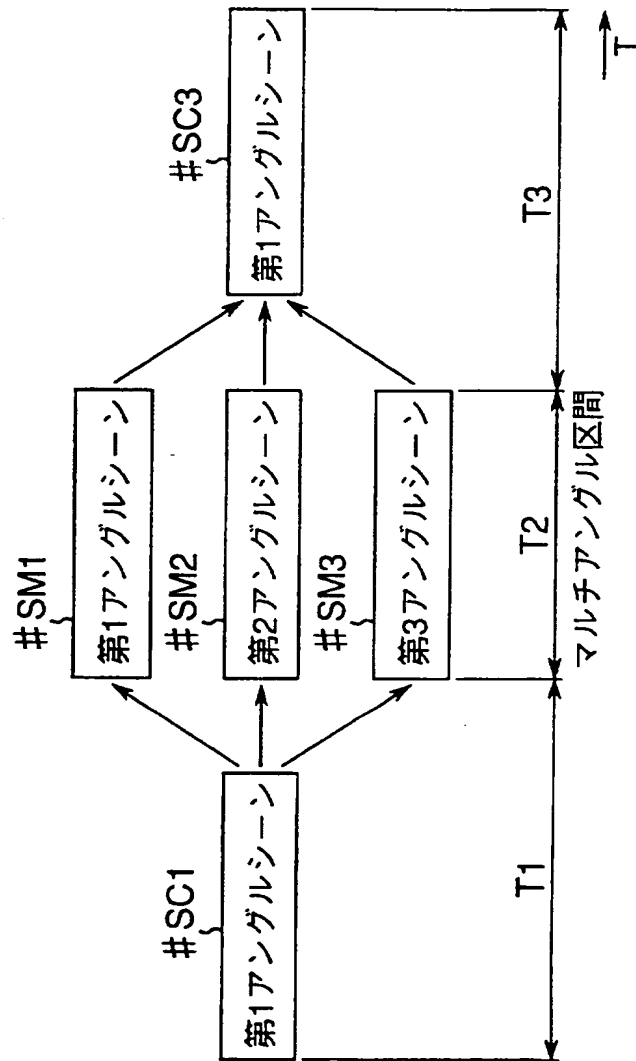 #SC1
第1アングルシーン
#SM1
第1アングルシーン
#SM2
第2アングルシーン
#SM3
第3アングルシーン
#SC3
第1アングルシーン
T1
T2
T3
マルチアングル区間
T